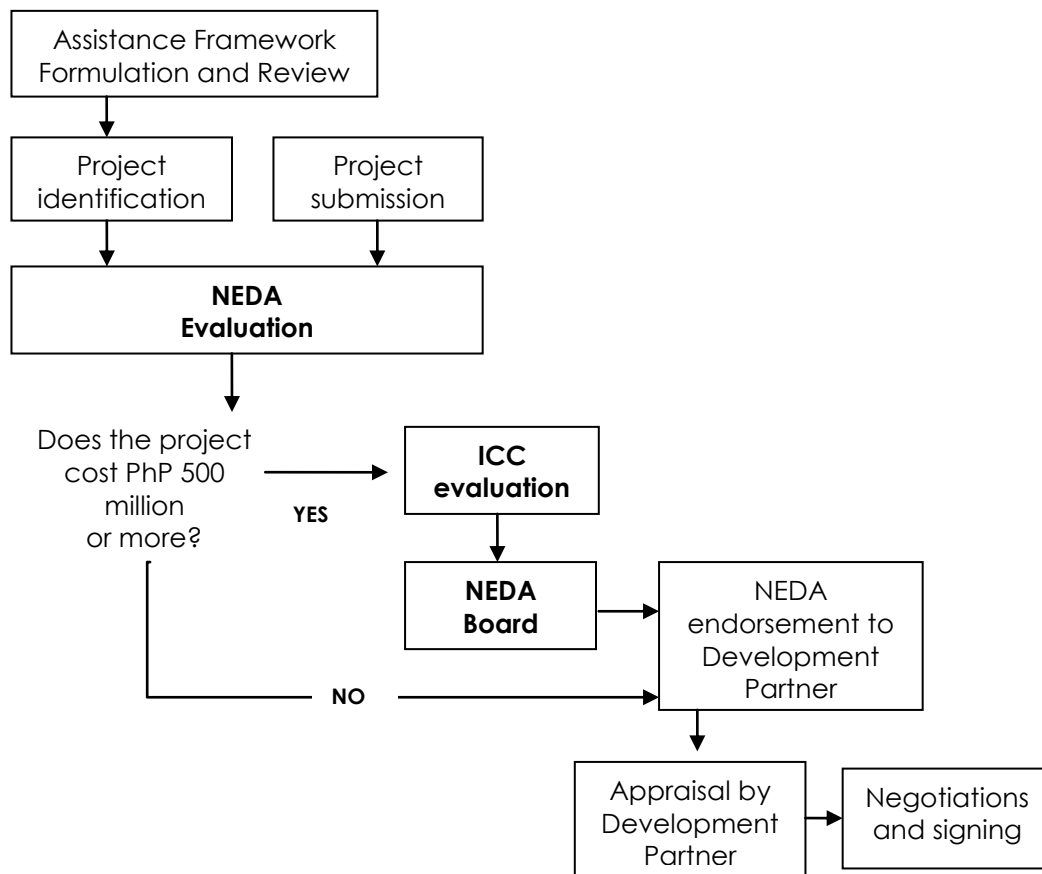 Assistance Framework
Formulation and Review
Project
identification
Project
submission
NEDA
Evaluation
Does the project
cost PhP 500
million
or more?
YES
ICC
evaluation
NEDA
Board
NEDA
endorsement to
Development
Partner
NO
Appraisal by
Development
Partner
Negotiations
and signing